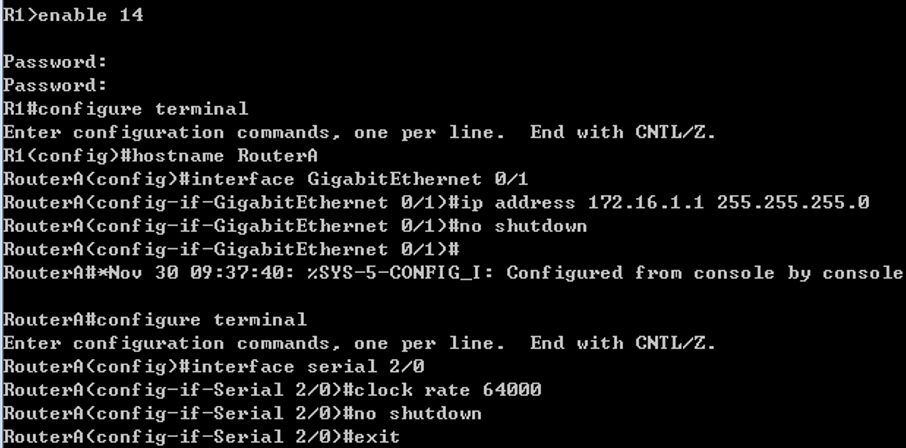 R1>enable 14
Password:
Password:
R1#configure terminal
Enter configuration commands, one per line.  End with CNTL/Z.
R1(config)#hostname RouterA
RouterA(config)#interface GigabitEthernet 0/1
RouterA(config-if-GigabitEthernet 0/1)#ip address 172.16.1.1 255.255.255.0
RouterA(config-if-GigabitEthernet 0/1)#no shutdown
RouterA(config-if-GigabitEthernet 0/1)#
RouterA#*Nov 30 09:37:40: %SYS-5-CONFIG_I: Configured from console by console
RouterA#configure terminal
Enter configuration commands, one per line.  End with CNTL/Z.
RouterA(config)#interface serial 2/0
RouterA(config-if-Serial 2/0)#clock rate 64000
RouterA(config-if-Serial 2/0)#no shutdown
RouterA(config-if-Serial 2/0)#exit